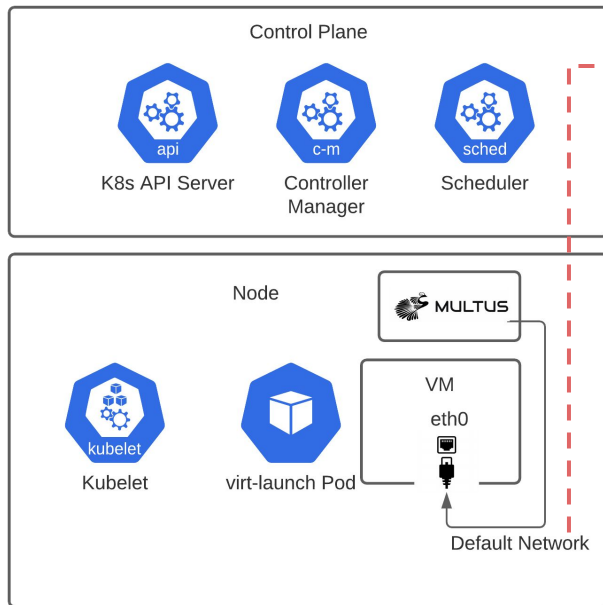 Control Plane
api
c-m
sched
K8s API Server
Controller
Manager
Scheduler
Node
MULTUS
VM
eth0
kubelet
Kubelet
virt-launch Pod
Default Network